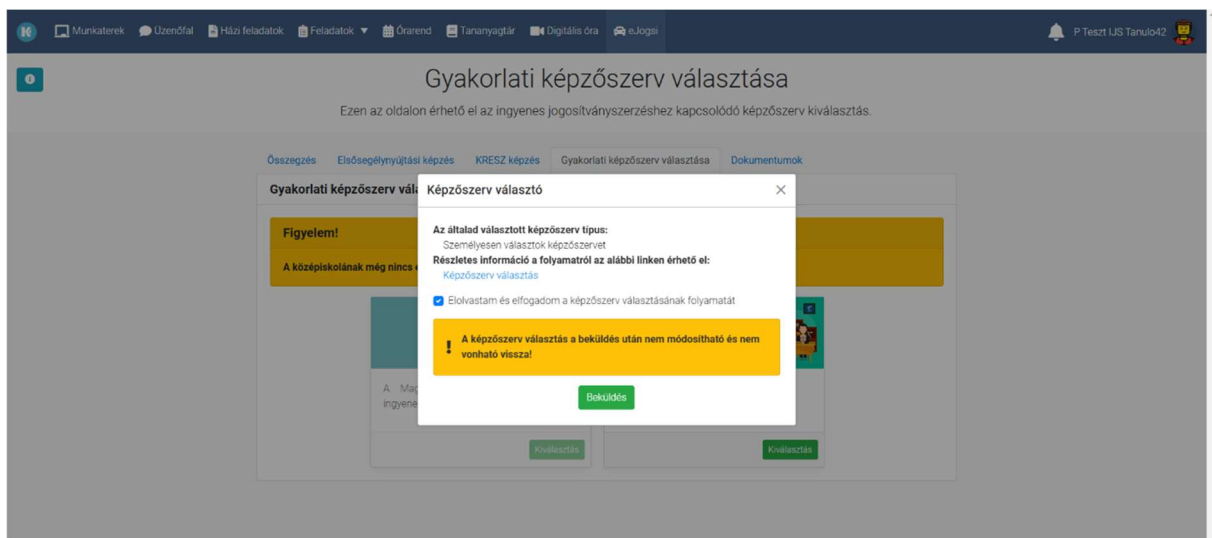 K Munkaterek Üzenőfal Házi feladatok Feladatok Órarend Tananyagtár Digitális óra eJogsi P Teszt IJS Tanulo42
Gyakorlati képzőszerv választása
Ezen az oldalon érhető el az ingyenes jogosítványszerzéshez kapcsolódó képzőszerv kiválasztás.
Összegzés Elsősegélynyújtási képzés KRESZ képzés Gyakorlati képzőszerv választása Dokumentumok
Gyakorlati képzőszerv
Képzőszerv választó
Figyelem!
A középiskolának még nincs
Az általad választott képzőszerv típus:
Személyesen választok képzőszervet
Részletes információ a folyamatról az alábbi linken érhető el:
Képzőszerv választás
Elolvastam és elfogadom a képzőszerv választásának folyamatát
! A képzőszerv választás a beküldés után nem módosítható és nem
vonható vissza!
Beküldés
A
Kiválasztás Kiválasztás